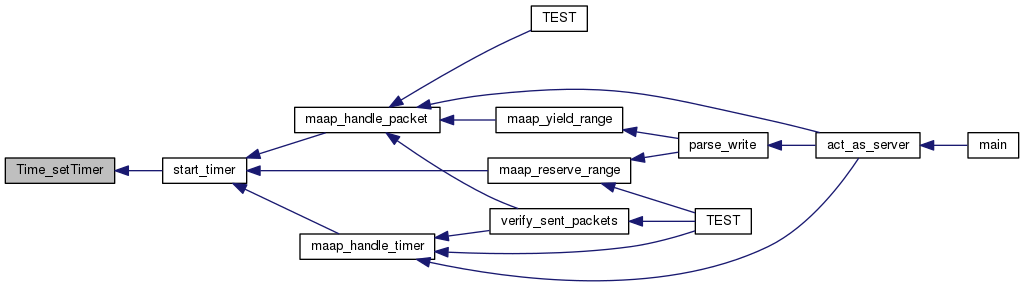 TEST
maap_handle_packet
maap_yield_range
parse_write
act_as_server
main
Time_setTimer
start_timer
maap_reserve_range
verify_sent_packets
TEST
maap_handle_timer